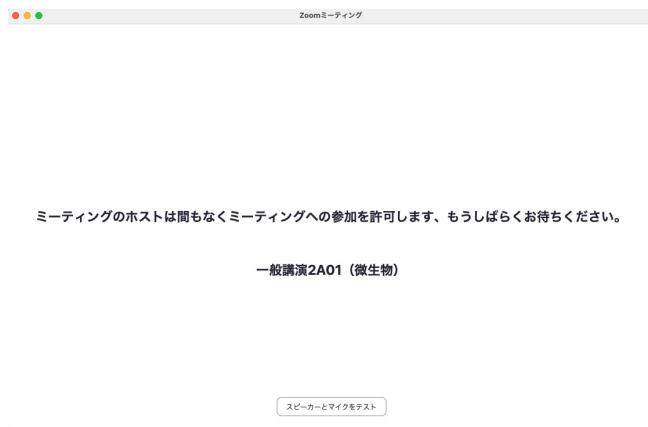 Zoomミーティング
ミーティングのホストは間もなくミーティングへの参加を許可します、もうしばらくお待ちください。
一般講演2A01（微生物）
スピーカーとマイクをテスト